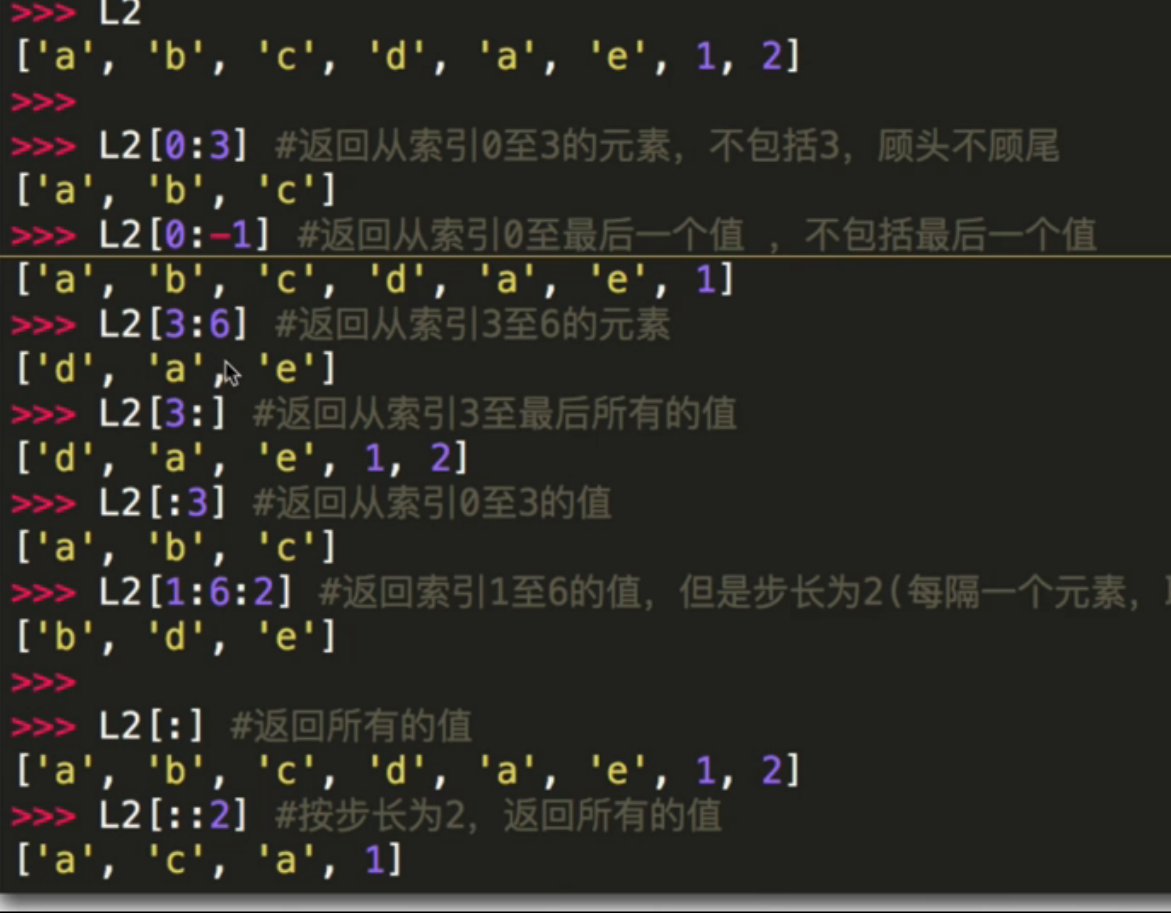 >>> L2
['a', 'b', 'c', 'd', 'a', 'e', 1, 2]
>>>
>>> L2[0:3] #返回从索引0至3的元素，不包括3，顾头不顾尾
['a', 'b', 'c']
>>> L2[0:-1] #返回从索引0至最后一个值 ，不包括最后一个值
['a', 'b', 'c', 'd', 'a', 'e', 1]
>>> L2[3:6] #返回从索引3至6的元素
['d', 'a', 'e']
>>> L2[3:] #返回从索引3至最后所有的值
['d', 'a', 'e', 1, 2]
>>> L2[:3] #返回从索引0至3的值
['a', 'b', 'c']
>>> L2[1:6:2] #返回索引1至6的值，但是步长为2(每隔一个元素，
['b', 'd', 'e']
>>>
>>> L2[:] #返回所有的值
['a', 'b', 'c', 'd', 'a', 'e', 1, 2]
>>> L2[::2] #按步长为2，返回所有的值
['a', 'c', 'a', 1]